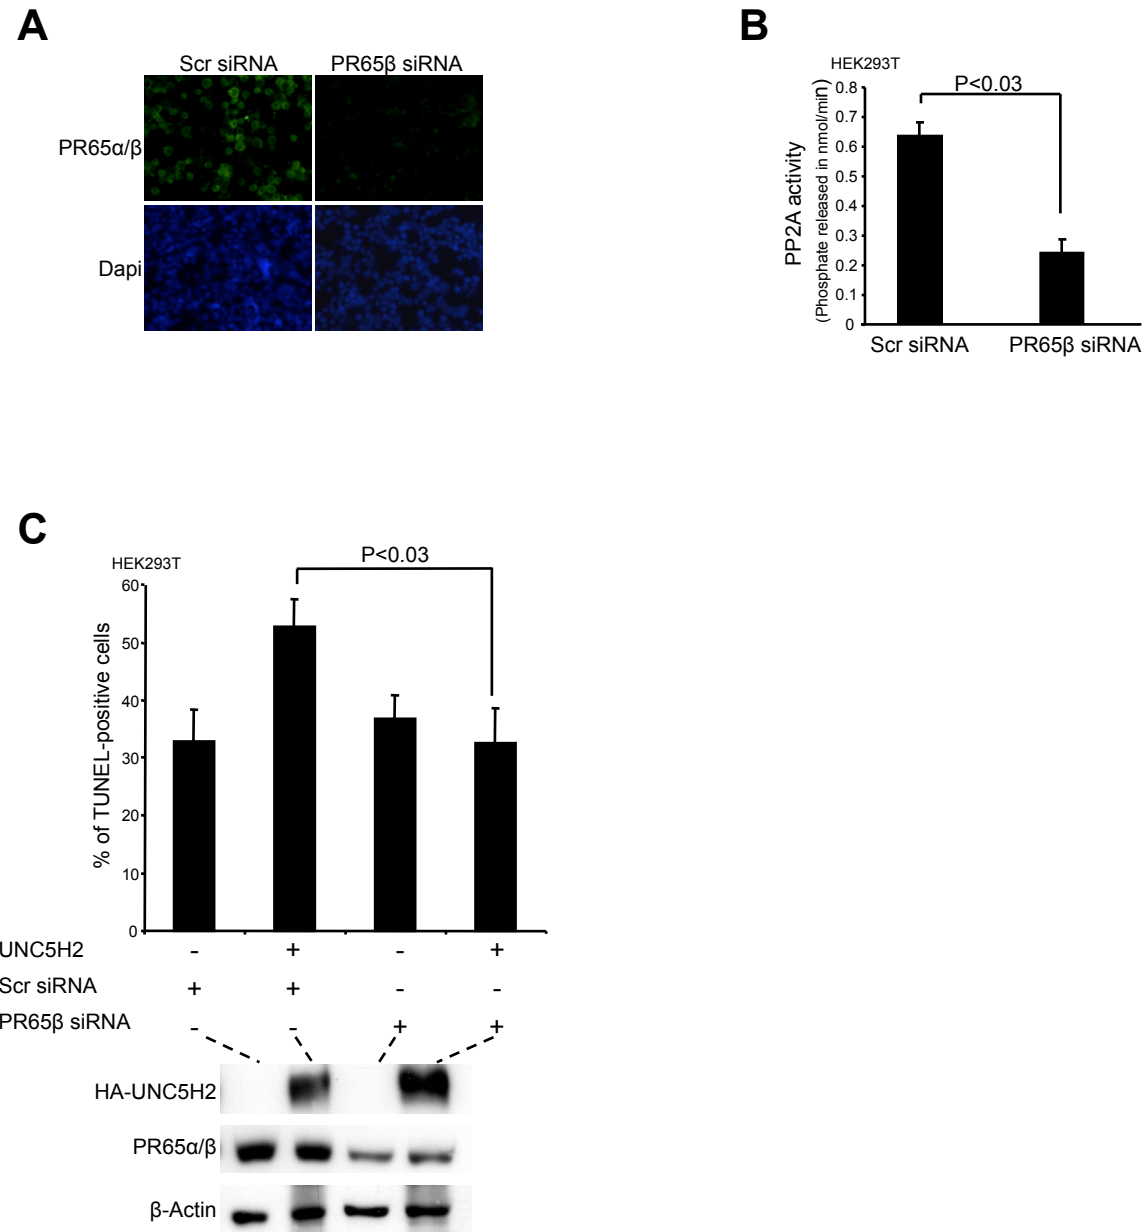 A
Scr siRNA PR65β siRNA
PR65α/β
Dapi
B
HEK293T
P<0.03
PP2A activity
(Phosphate released in nmol/min)
0.8
0.7
0.6
0.5
0.4
0.3
0.2
0.1
0
Scr siRNA PR65β siRNA
C
HEK293T
P<0.03
% of TUNEL-positive cells
60
50
40
30
20
10
0
UNC5H2 - + - +
Scr siRNA + + - -
PR65β siRNA - - + +
HA-UNC5H2
PR65α/β
β-Actin